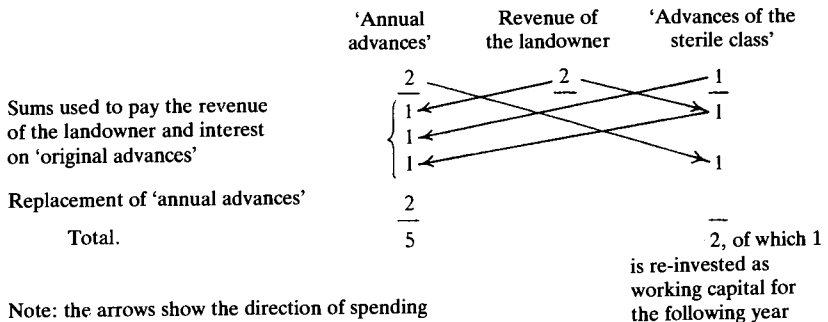 'Annual Revenue of 'Advances of the
advances' the landowner sterile class'
2 2 1
Sums used to pay the revenue 1 1
of the landowner and interest 1
on 'original advances' 1 1
Replacement of 'annual advances' 2
Total. 5 2, of which 1
is re-invested as
working capital for
Note: the arrows show the direction of spending the following year